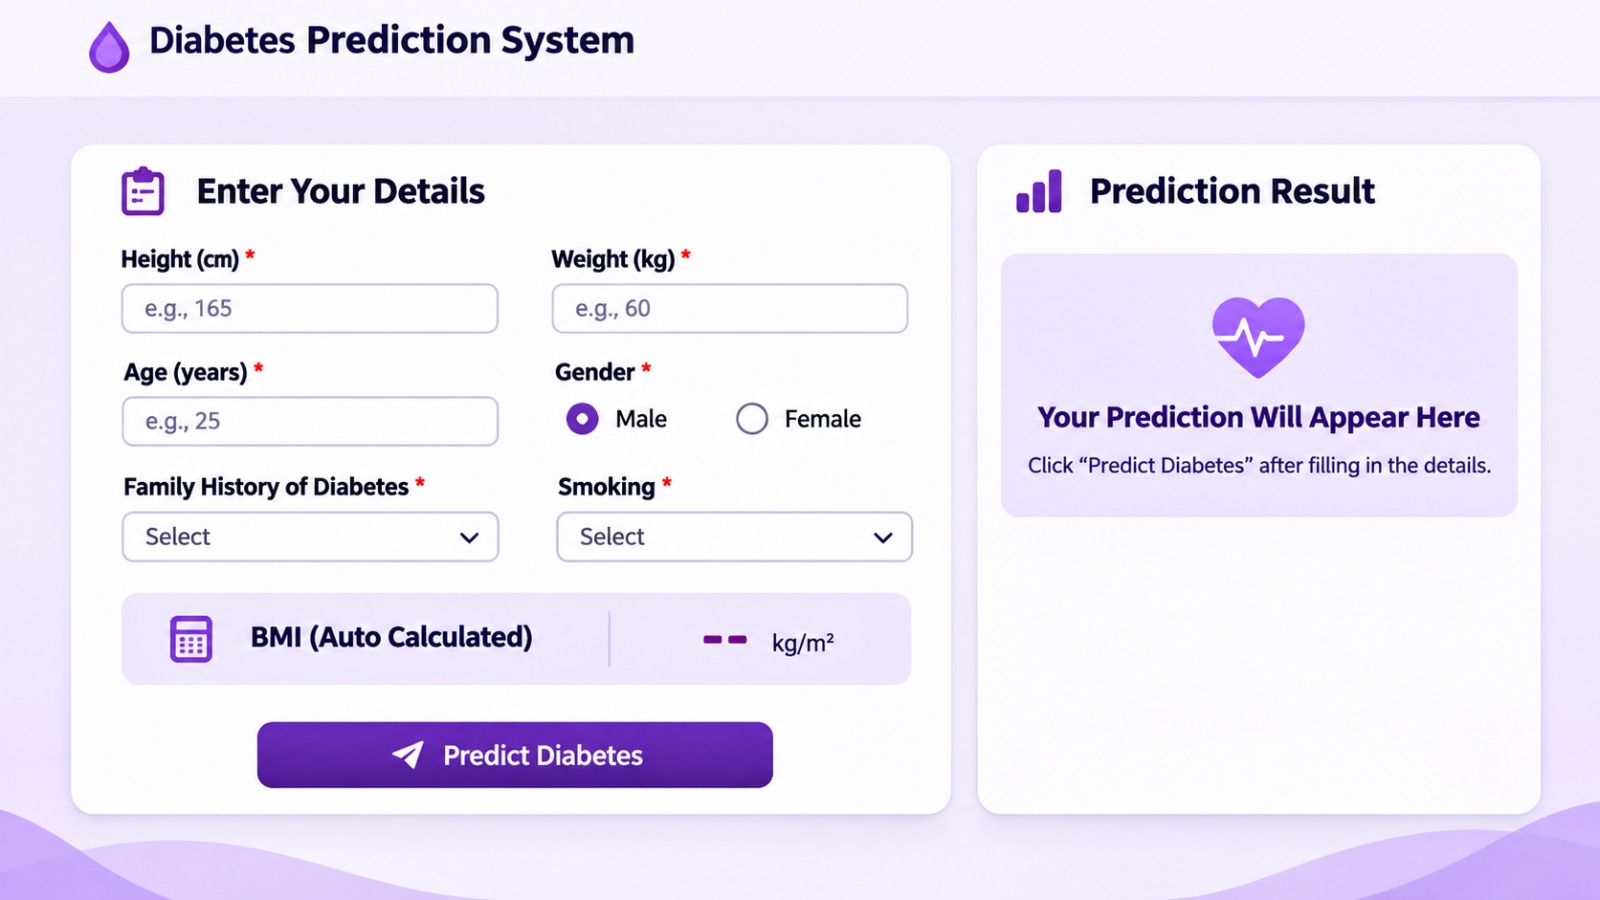 Diabetes Prediction System
Enter Your Details
Height (cm) *
Weight (kg) *
e.g., 165
e.g., 60
Age (years) *
Gender *
e.g., 25
Male
Female
Family History of Diabetes *
Smoking *
Select
Select
BMI (Auto Calculated)
-- kg/m²
Predict Diabetes
Prediction Result
Your Prediction Will Appear Here
Click “Predict Diabetes” after filling in the details.